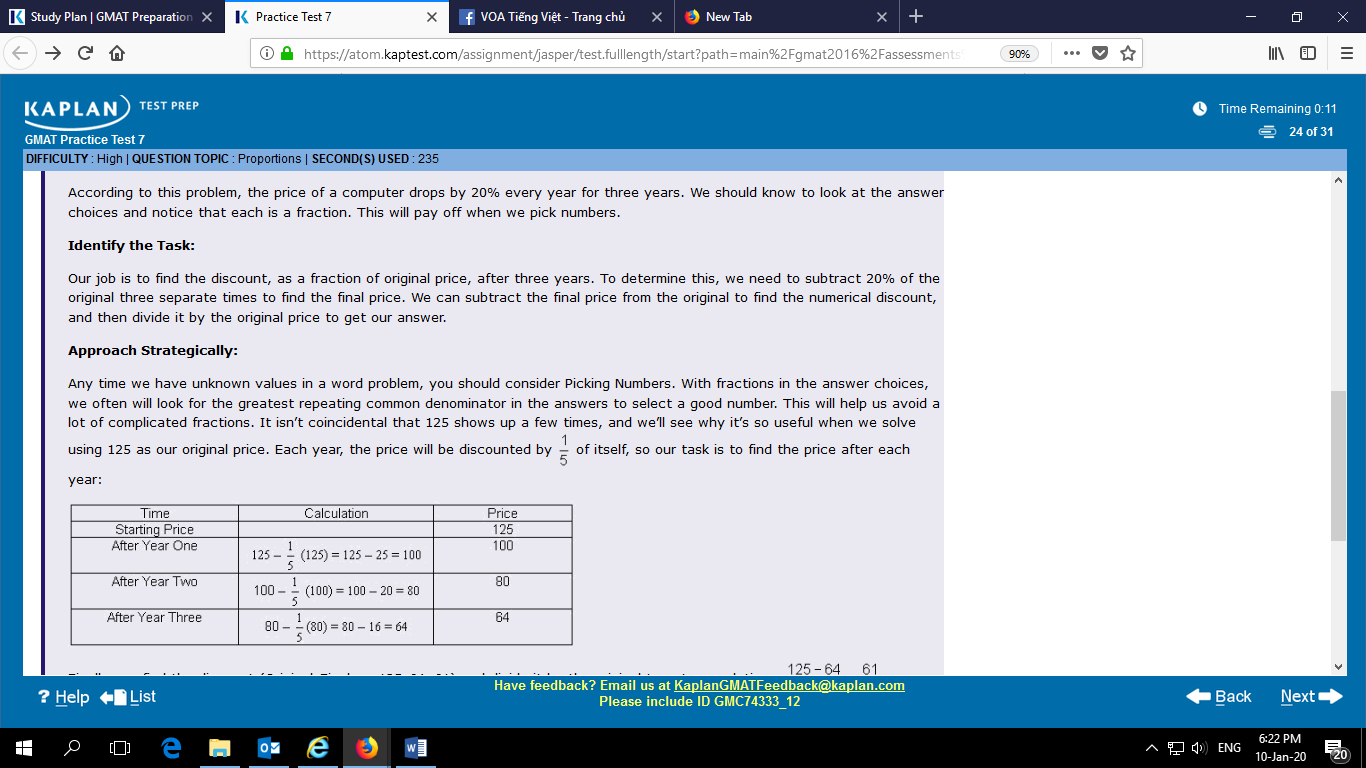 Study Plan | GMAT Preparation
Practice Test 7
VOA Tiếng Việt - Trang chủ
New Tab
https://atom.kaptest.com/assignment/jasper/test.fulllength/start?path=main%2Fgmat2016%2Fassessments
90%
KAPLAN TEST PREP
Time Remaining 0:11
GMAT Practice Test 7
24 of 31
DIFFICULTY : High | QUESTION TOPIC : Proportions | SECOND(S) USED : 235
According to this problem, the price of a computer drops by 20% every year for three years. We should know to look at the answer
choices and notice that each is a fraction. This will pay off when we pick numbers.
Identify the Task:
Our job is to find the discount, as a fraction of original price, after three years. To determine this, we need to subtract 20% of the
original three separate times to find the final price. We can subtract the final price from the original to find the numerical discount,
and then divide it by the original price to get our answer.
Approach Strategically:
Any time we have unknown values in a word problem, you should consider Picking Numbers. With fractions in the answer choices,
we often will look for the greatest repeating common denominator in the answers to select a good number. This will help us avoid a
lot of complicated fractions. It isn't coincidental that 125 shows up a few times, and we'll see why it's so useful when we solve
using 125 as our original price. Each year, the price will be discounted by 1/5 of itself, so our task is to find the price after each
year:
Time Calculation Price
Starting Price 125
After Year One 125 – 1/5 (125) = 125 – 25 = 100 100
After Year Two 100 – 1/5 (100) = 100 – 20 = 80 80
After Year Three 80 – 1/5 (80) = 80 – 16 = 64 64
125 – 64 61
Have feedback? Email us at KaplanGMATFeedback@kaplan.com
Please include ID GMC74333_12
? Help List
Back Next
ENG
6:22 PM
10-Jan-20
20